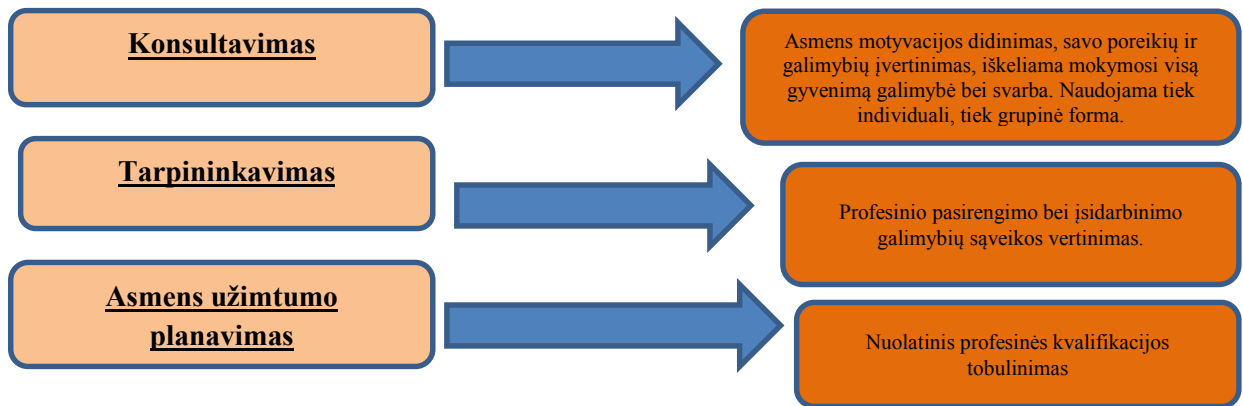 Konsultavimas
Asmens motyvacijos didinimas, savo poreikių ir
galimybių įvertinimas, iškeliama mokymosi visą
gyvenimą galimybė bei svarba. Naudojama tiek
individuali, tiek grupinė forma.
Tarpininkavimas
Profesinio pasirengimo bei įsidarbinimo
galimybių sąveikos vertinimas.
Asmens užimtumo
planavimas
Nuolatinis profesinės kvalifikacijos
tobulinimas